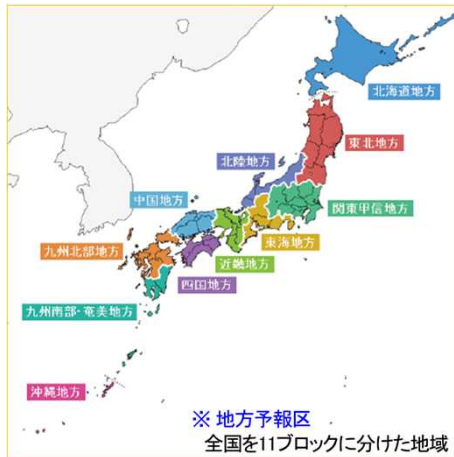 北海道地方
東北地方
北陸地方
中国地方
関東甲信地方
東海地方
九州北部地方
近畿地方
四国地方
九州南部・奄美地方
沖縄地方
※ 地方予報区
全国を11ブロックに分けた地域